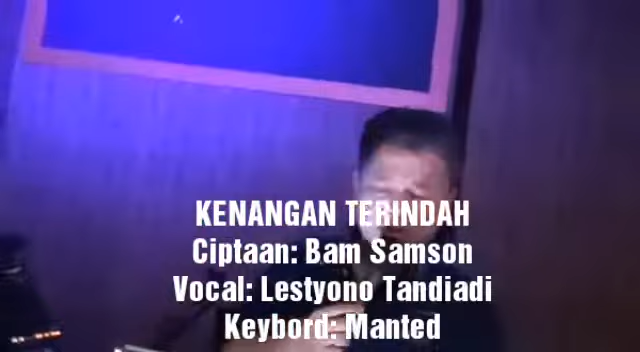 KENANGAN TERINDAH
Ciptaan: Bam Samson
Vocal: Lestyono Tandiadi
Keybord: Manted